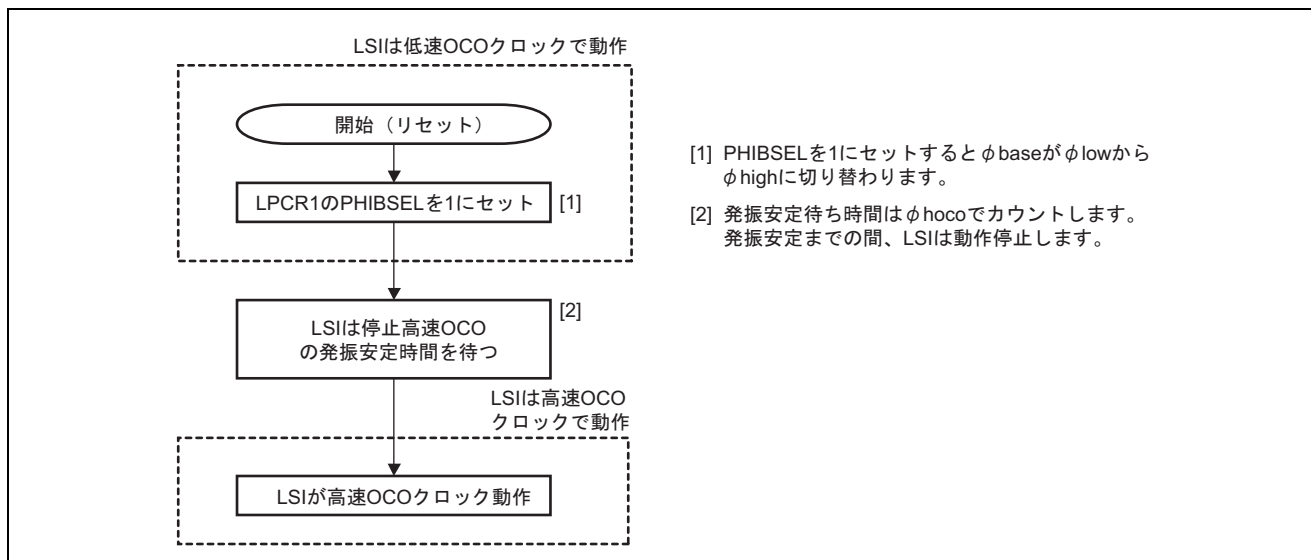 LSIは低速OCOクロックで動作
開始（リセット）
LPCR1のPHIBSELを1にセット
[1]
[1] PHIBSELを1にセットするとφbaseがφlowから
φhighに切り替わります。
[2] 発振安定待ち時間はφhocoでカウントします。
発振安定までの間、LSIは動作停止します。
LSIは停止高速OCO
の発振安定時間を待つ
[2]
LSIは高速OCO
クロックで動作
LSIが高速OCOクロック動作